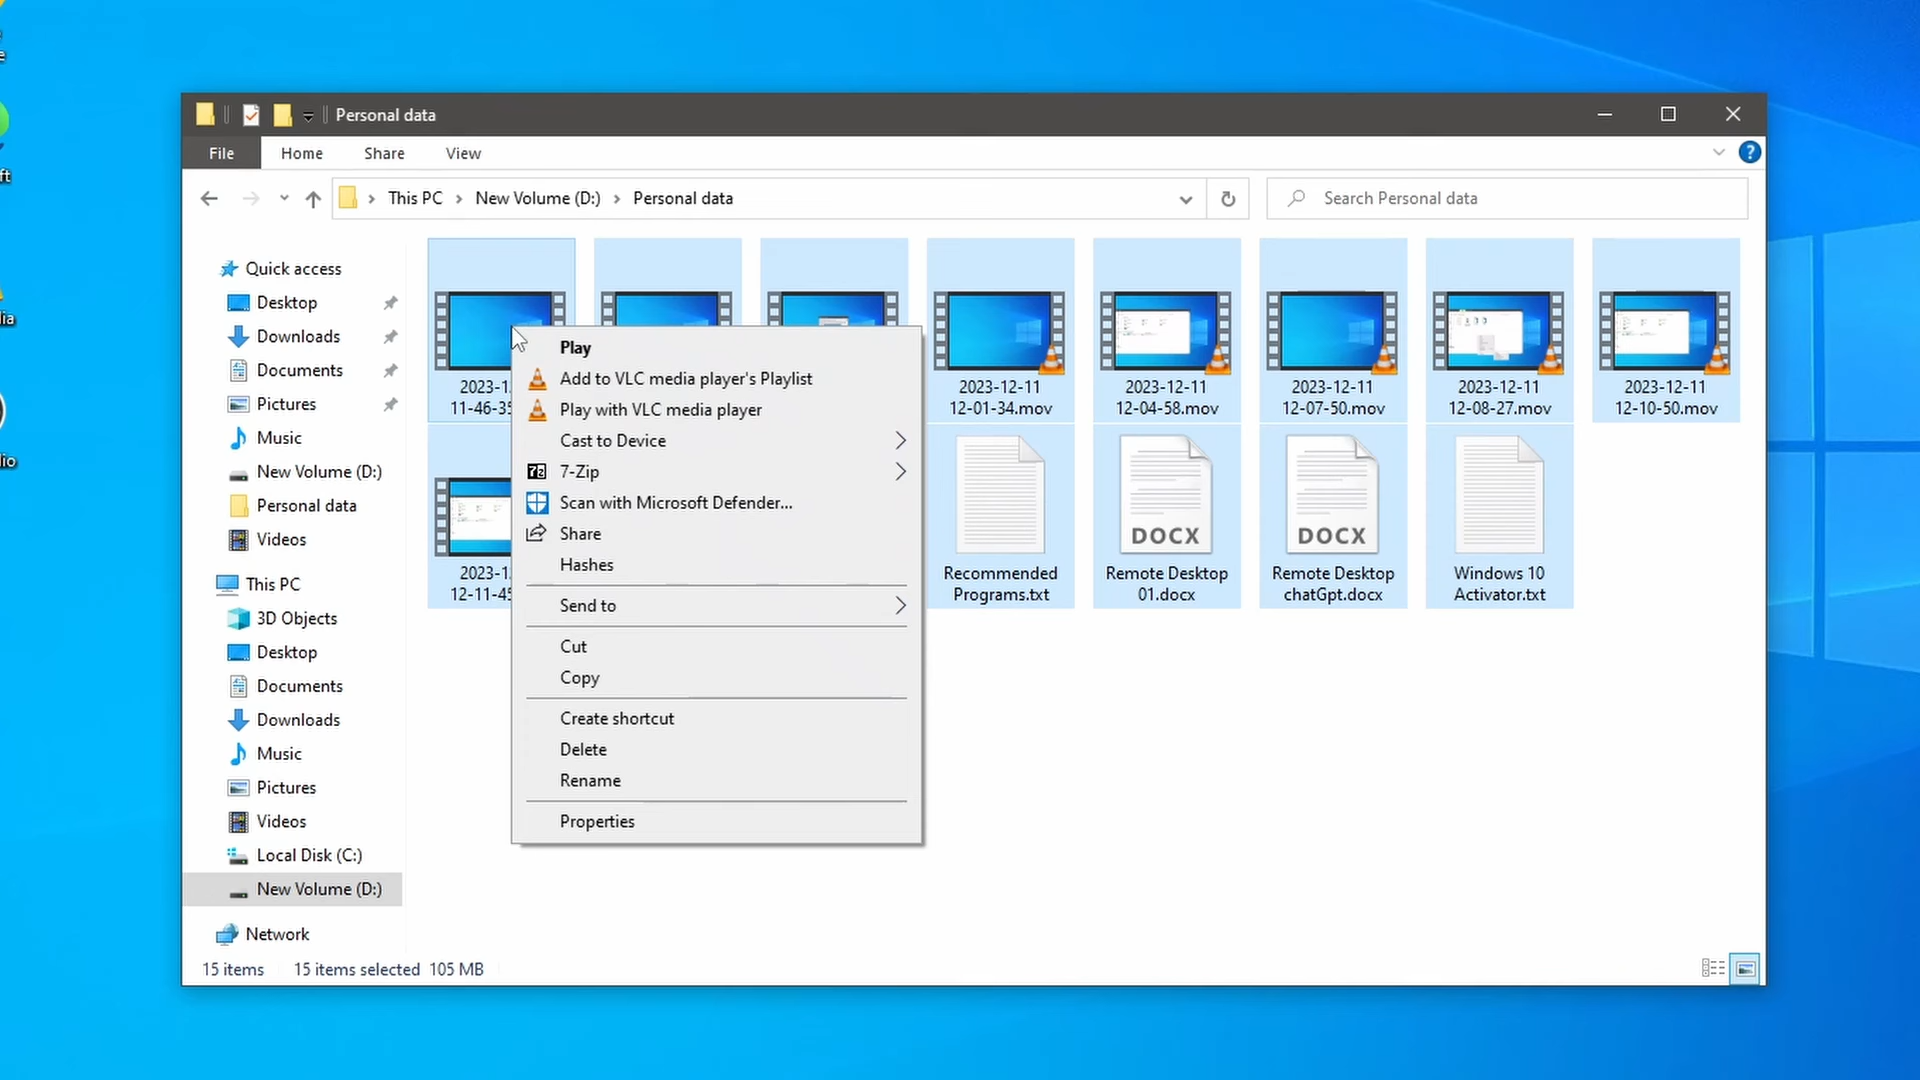 Personal data
File Home Share View
This PC New Volume (D:) Personal data
Search Personal data
Quick access
Desktop
Downloads
Documents
Pictures
Music
New Volume (D:)
Personal data
Videos
This PC
3D Objects
Desktop
Documents
Downloads
Music
Pictures
Videos
Local Disk (C:)
New Volume (D:)
Network
2023-12-11
12-01-34.mov
2023-12-11
12-04-58.mov
2023-12-11
12-07-50.mov
2023-12-11
12-08-27.mov
2023-12-11
12-10-50.mov
DOCX
DOCX
Recommended
Programs.txt
Remote Desktop
01.docx
Remote Desktop
chatGpt.docx
Windows 10
Activator.txt
Play
Add to VLC media player's Playlist
Play with VLC media player
Cast to Device
7-Zip
Scan with Microsoft Defender...
Share
Hashes
Send to
Cut
Copy
Create shortcut
Delete
Rename
Properties
15 items 15 items selected 105 MB